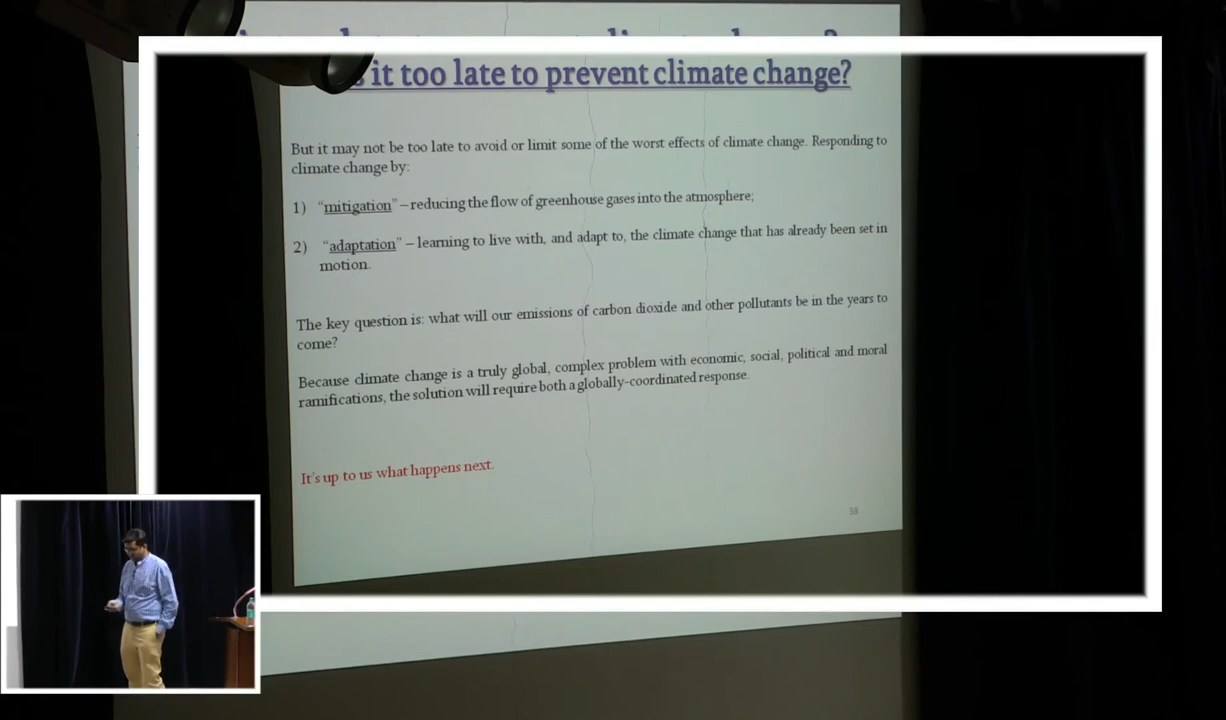 it too late to prevent climate change?
But it may not be too late to avoid or limit some of the worst effects of climate change. Responding to
climate change by:
1) "mitigation" – reducing the flow of greenhouse gases into the atmosphere;
2) "adaptation" – learning to live with, and adapt to, the climate change that has already been set in
motion.
The key question is: what will our emissions of carbon dioxide and other pollutants be in the years to
come?
Because climate change is a truly global, complex problem with economic, social, political and moral
ramifications, the solution will require both a globally-coordinated response.
It's up to us what happens next.
38